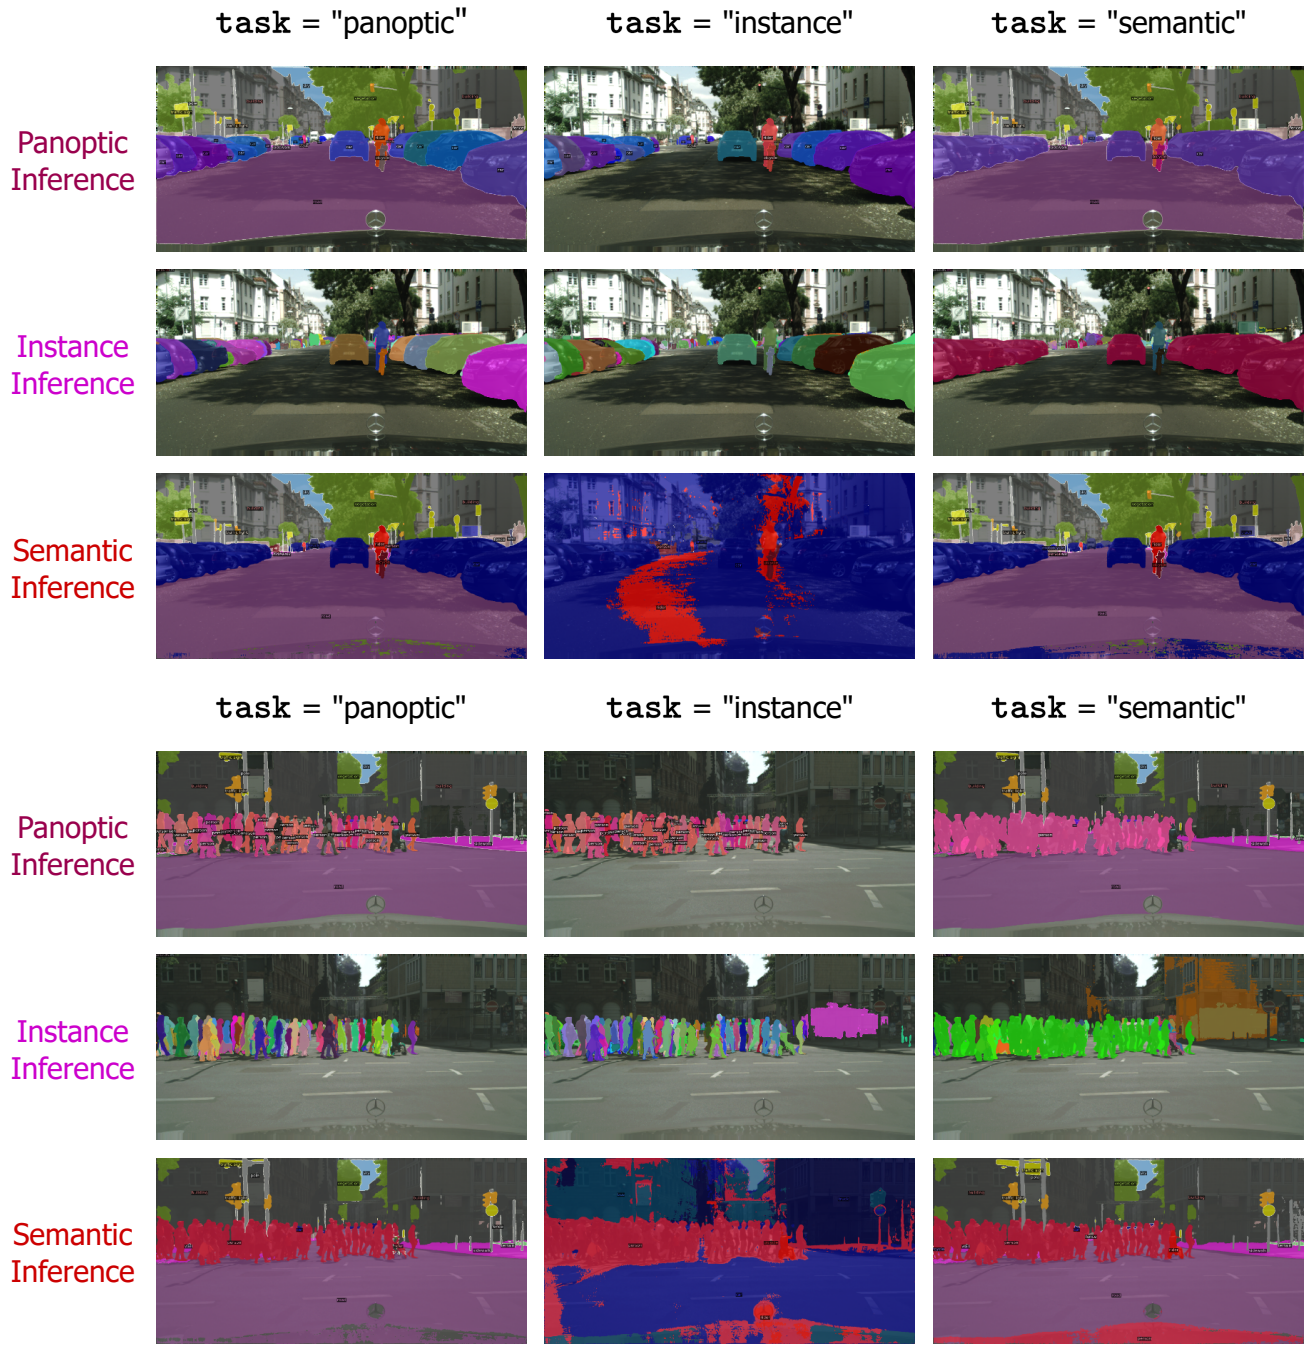 task = "panoptic" task = "instance" task = "semantic"
Panoptic
Inference
Instance
Inference
Semantic
Inference
task = "panoptic" task = "instance" task = "semantic"
Panoptic
Inference
Instance
Inference
Semantic
Inference